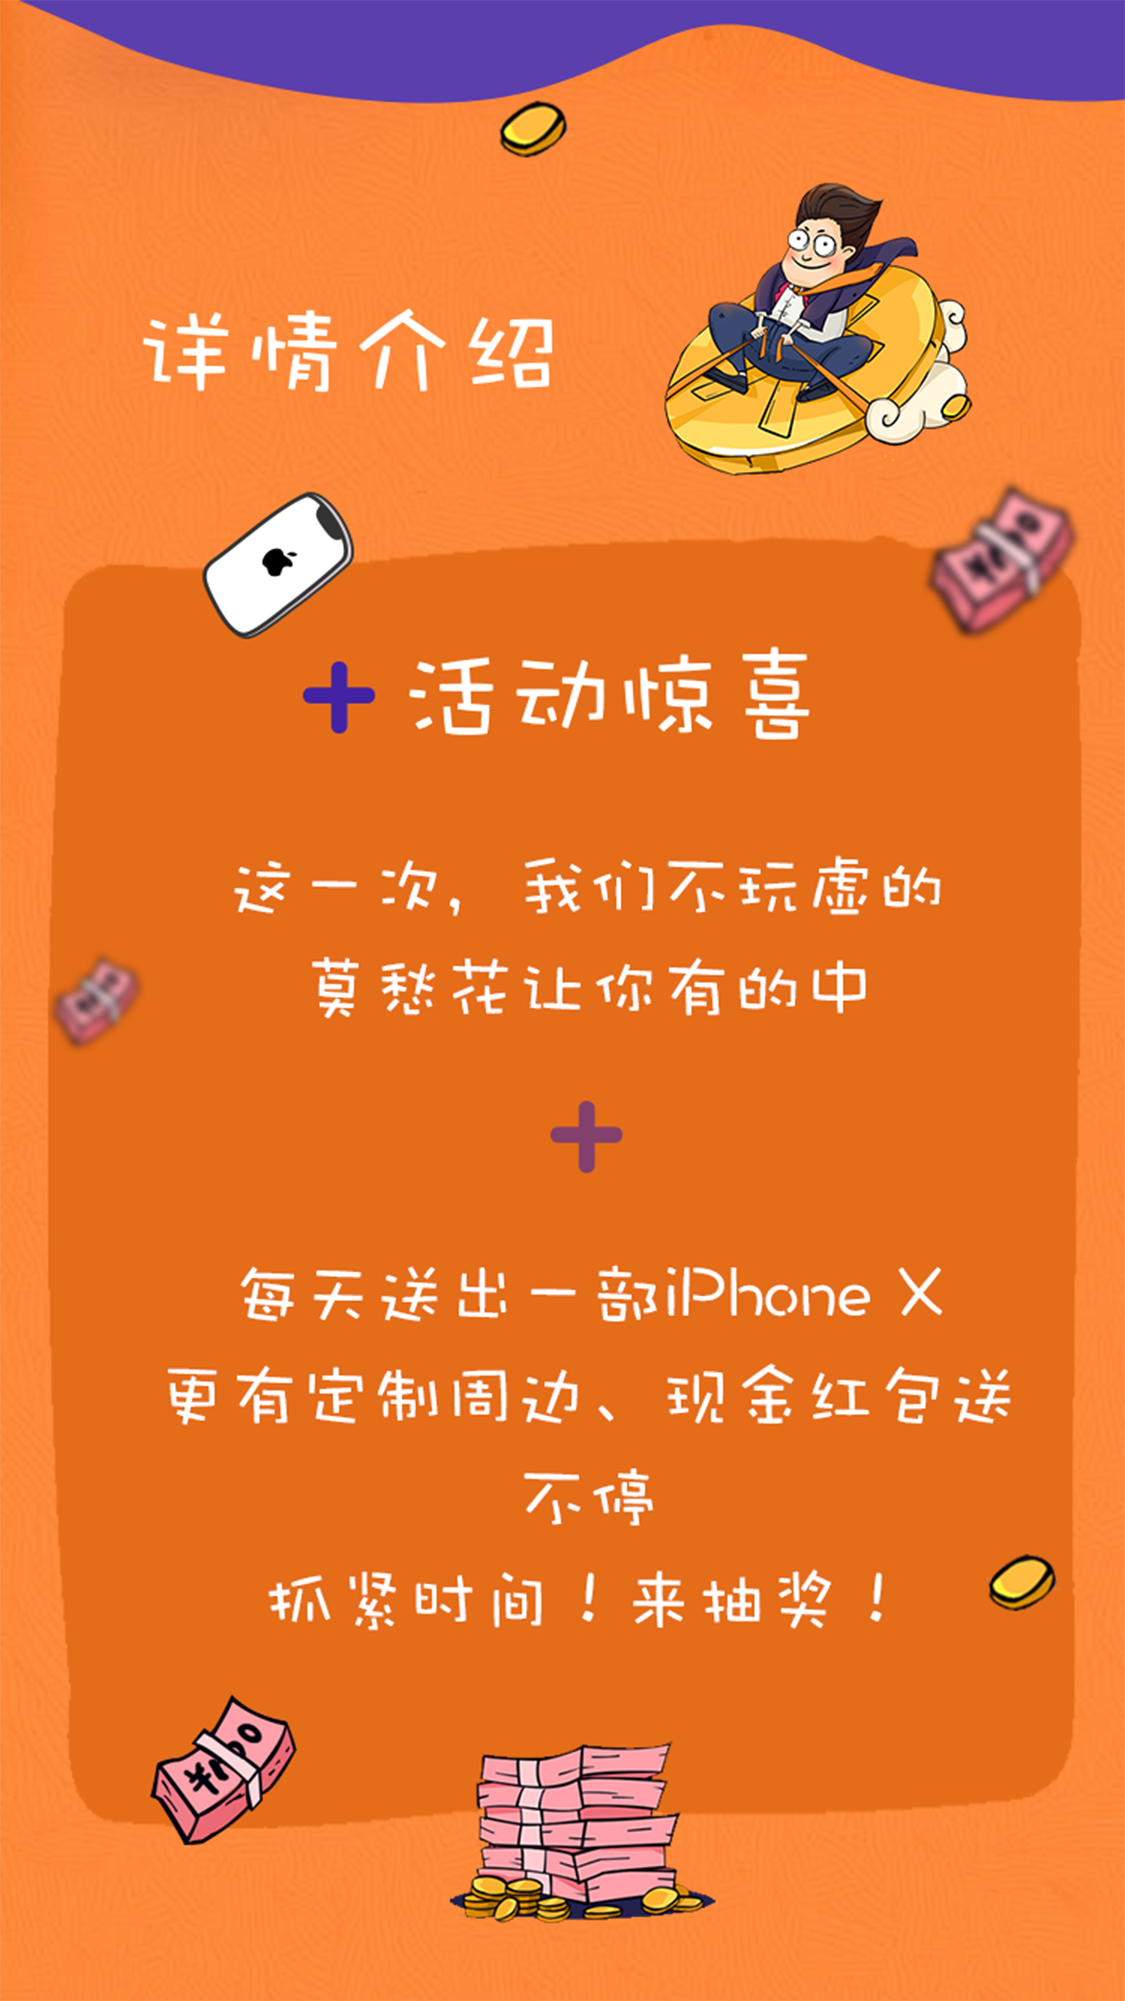 详情介绍
+活动惊喜
这一次，我们不玩虚的
莫愁花让你有的中
+
每天送出一部iPhone X
更有定制周边、现金红包送
不停
抓紧时间！来抽奖！